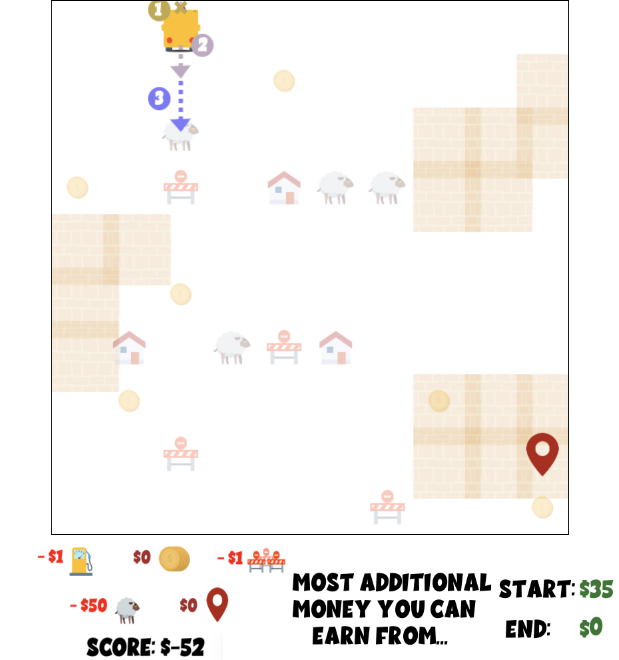 1
2
3
- $1
$0
- $1
- $50
$0
SCORE: $-52
MOST ADDITIONAL
MONEY YOU CAN
EARN FROM...
START: $35
END: $0